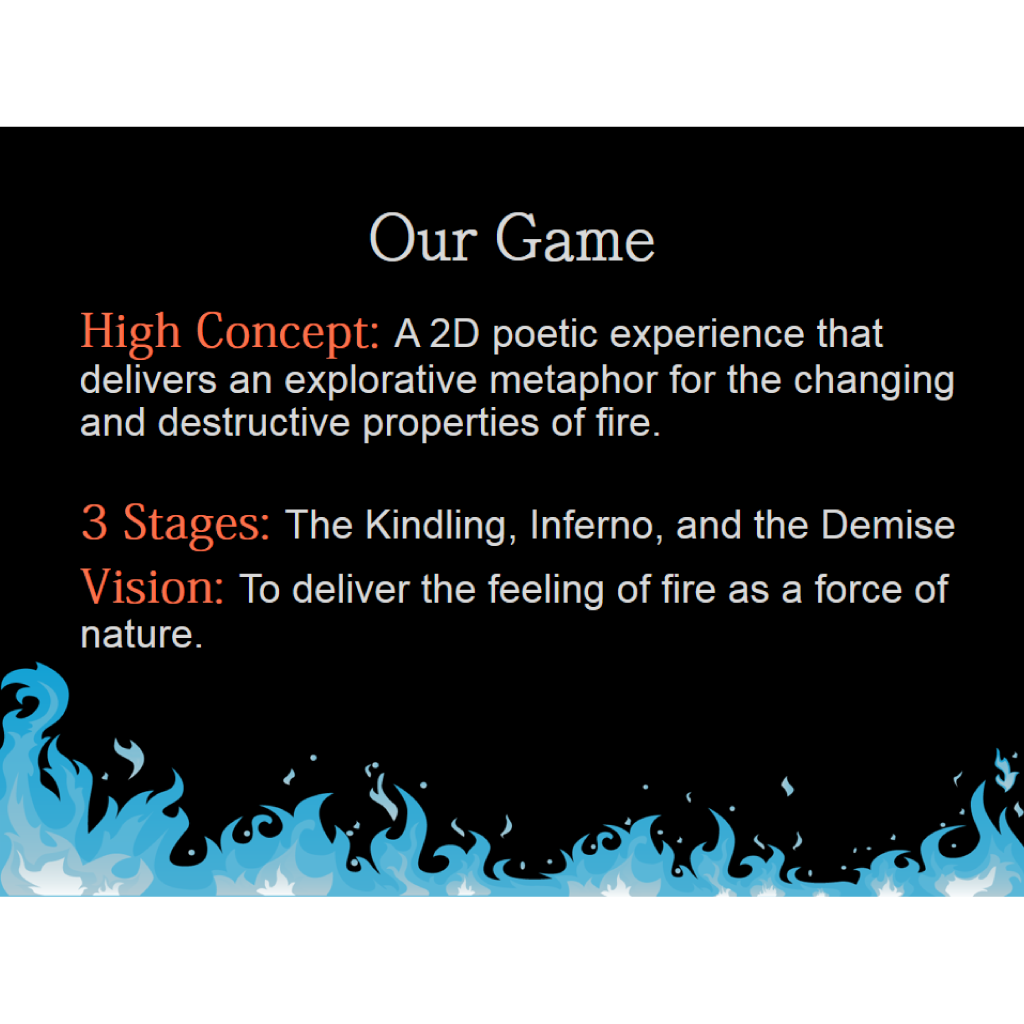 Our Game
High Concept: A 2D poetic experience that
delivers an explorative metaphor for the changing
and destructive properties of fire.
3 Stages: The Kindling, Inferno, and the Demise
Vision: To deliver the feeling of fire as a force of
nature.